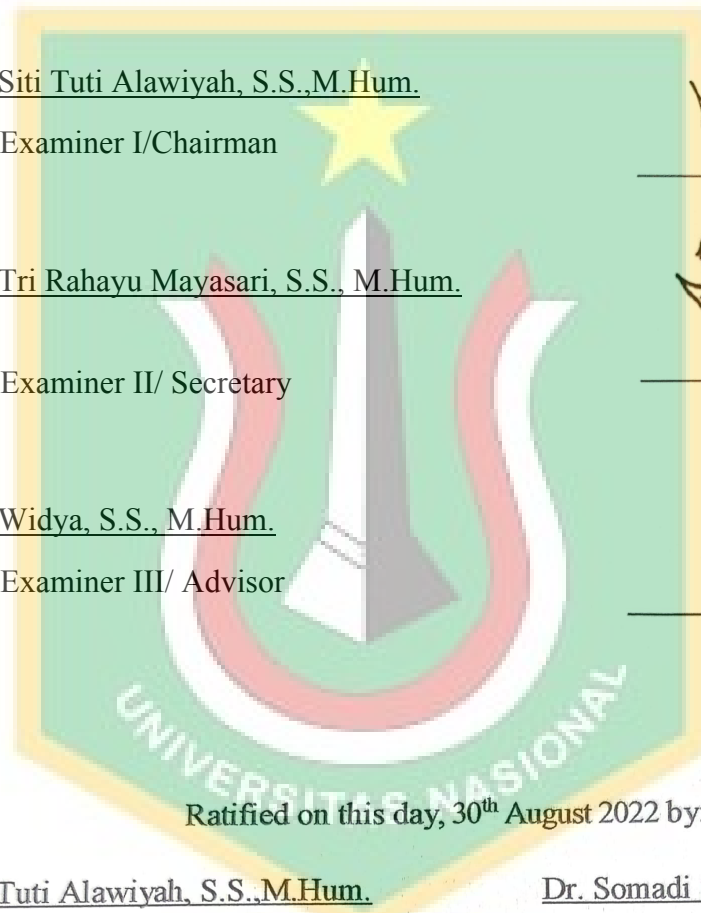 Siti Tuti Alawiyah, S.S.,M.Hum.
Examiner I/Chairman
Tri Rahayu Mayasari, S.S., M.Hum.
Examiner II/ Secretary
Widya, S.S., M.Hum.
Examiner III/ Advisor
UNIVERSITAS NASIONAL
Ratified on this day, 30th August 2022 by:
Tuti Alawiyah, S.S.,M.Hum. Dr. Somadi